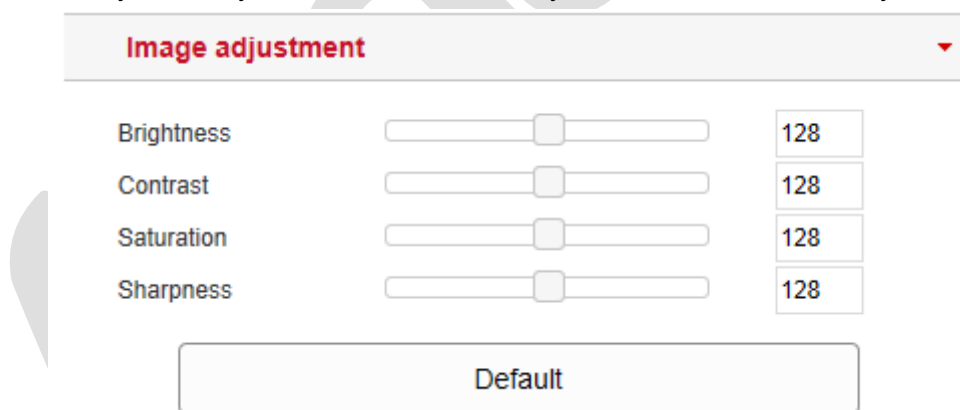 Image adjustment
Brightness 128
Contrast 128
Saturation 128
Sharpness 128
Default